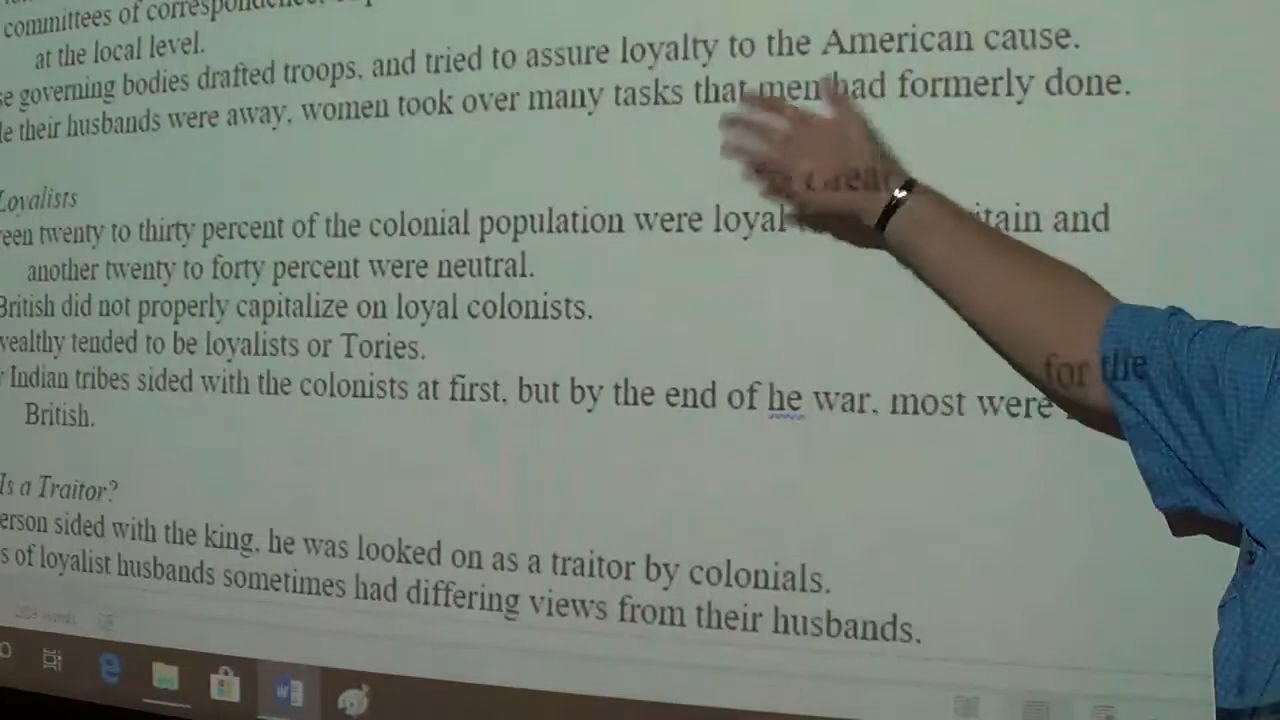 committees of correspondence,
at the local level.
se governing bodies drafted troops, and tried to assure loyalty to the American cause.
le their husbands were away, women took over many tasks that men had formerly done.
Loyalists
een twenty to thirty percent of the colonial population were loyal to Great Britain and
another twenty to forty percent were neutral.
British did not properly capitalize on loyal colonists.
wealthy tended to be loyalists or Tories.
Indian tribes sided with the colonists at first, but by the end of he war, most were for the
British.
Is a Traitor?
erson sided with the king, he was looked on as a traitor by colonials.
s of loyalist husbands sometimes had differing views from their husbands.